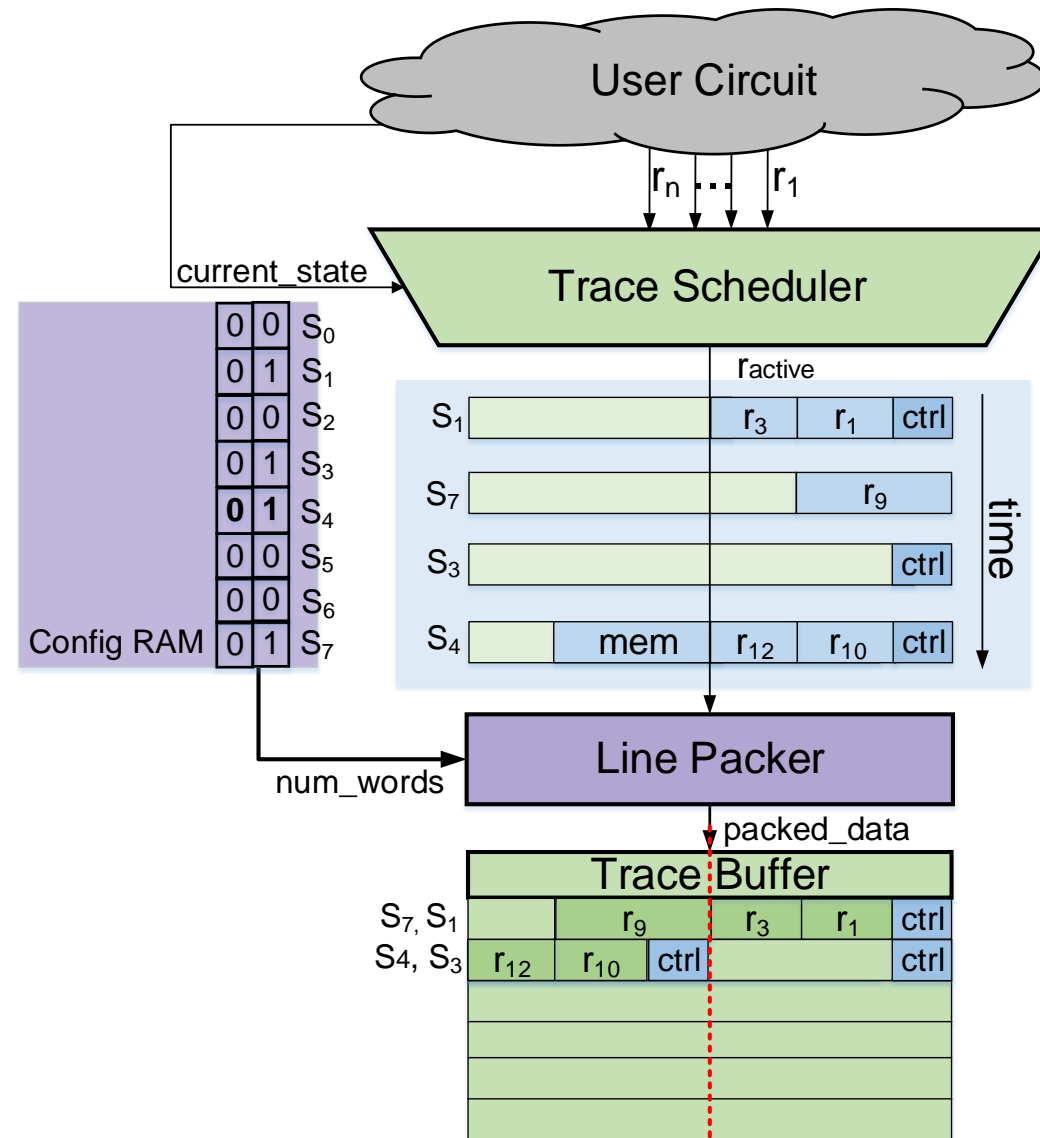 User Circuit
rn ... r1
current_state
Trace Scheduler
ractive
0 0 S0
0 1 S1
0 0 S2
0 1 S3
0 1 S4
0 0 S5
0 0 S6
Config RAM 0 1 S7
S1 r3 r1 ctrl
S7 r9
S3 ctrl
S4 mem r12 r10 ctrl
time
Line Packer
num_words
packed_data
Trace Buffer
S7, S1 r9 r3 r1 ctrl
S4, S3 r12 r10 ctrl ctrl